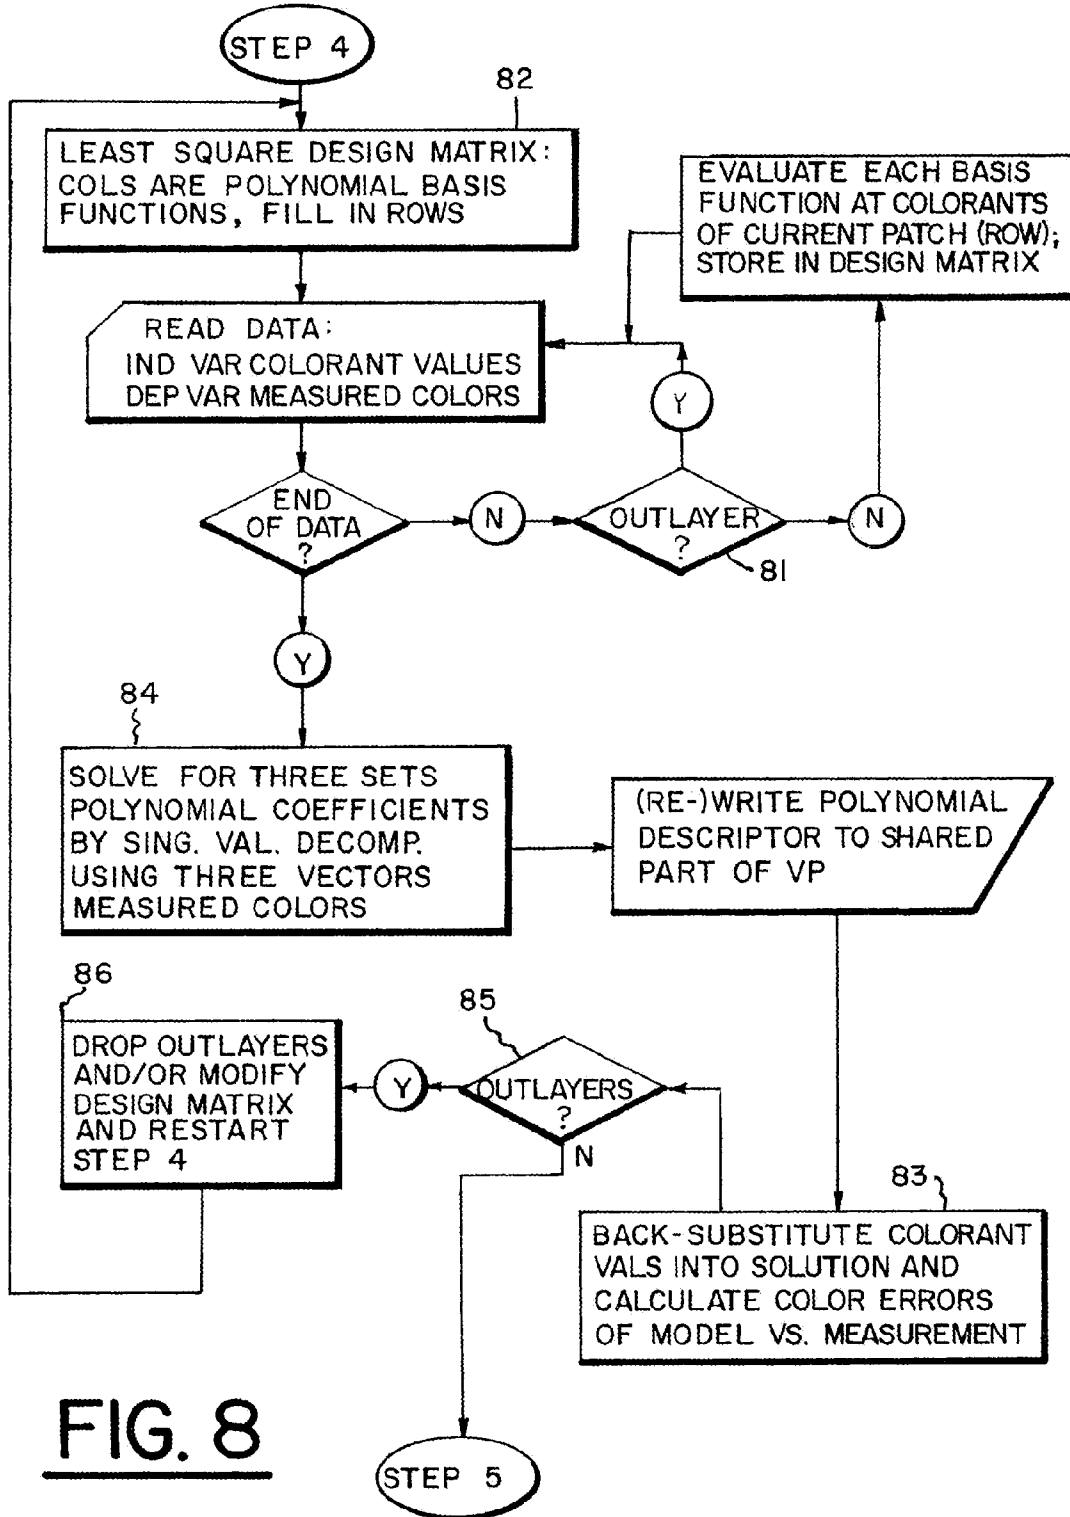 STEP 4
82
LEAST SQUARE DESIGN MATRIX:
COLS ARE POLYNOMIAL BASIS
FUNCTIONS, FILL IN ROWS
EVALUATE EACH BASIS
FUNCTION AT COLORANTS
OF CURRENT PATCH (ROW);
STORE IN DESIGN MATRIX
READ DATA:
IND VAR COLORANT VALUES
DEP VAR MEASURED COLORS
Y
END
OF DATA
?
N
OUTLAYER
?
81
N
Y
84
SOLVE FOR THREE SETS
POLYNOMIAL COEFFICIENTS
BY SING. VAL. DECOMP.
USING THREE VECTORS
MEASURED COLORS
(RE-)WRITE POLYNOMIAL
DESCRIPTOR TO SHARED
PART OF VP
86
DROP OUTLAYERS
AND/OR MODIFY
DESIGN MATRIX
AND RESTART
STEP 4
Y
85
OUTLAYERS
?
N
83
BACK-SUBSTITUTE COLORANT
VALS INTO SOLUTION AND
CALCULATE COLOR ERRORS
OF MODEL VS. MEASUREMENT
FIG. 8
STEP 5